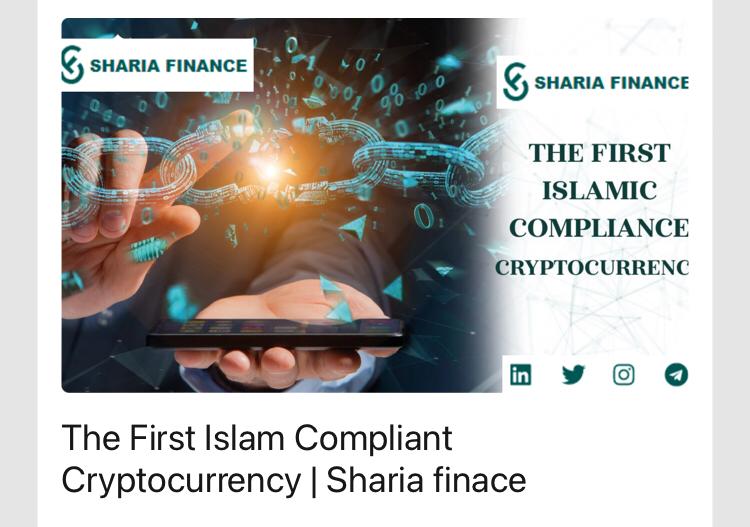 SHARIA FINANCE
SHARIA FINANCE
THE FIRST
ISLAMIC
COMPLIANCE
CRYPTOCURRENC
The First Islam Compliant
Cryptocurrency | Sharia finace